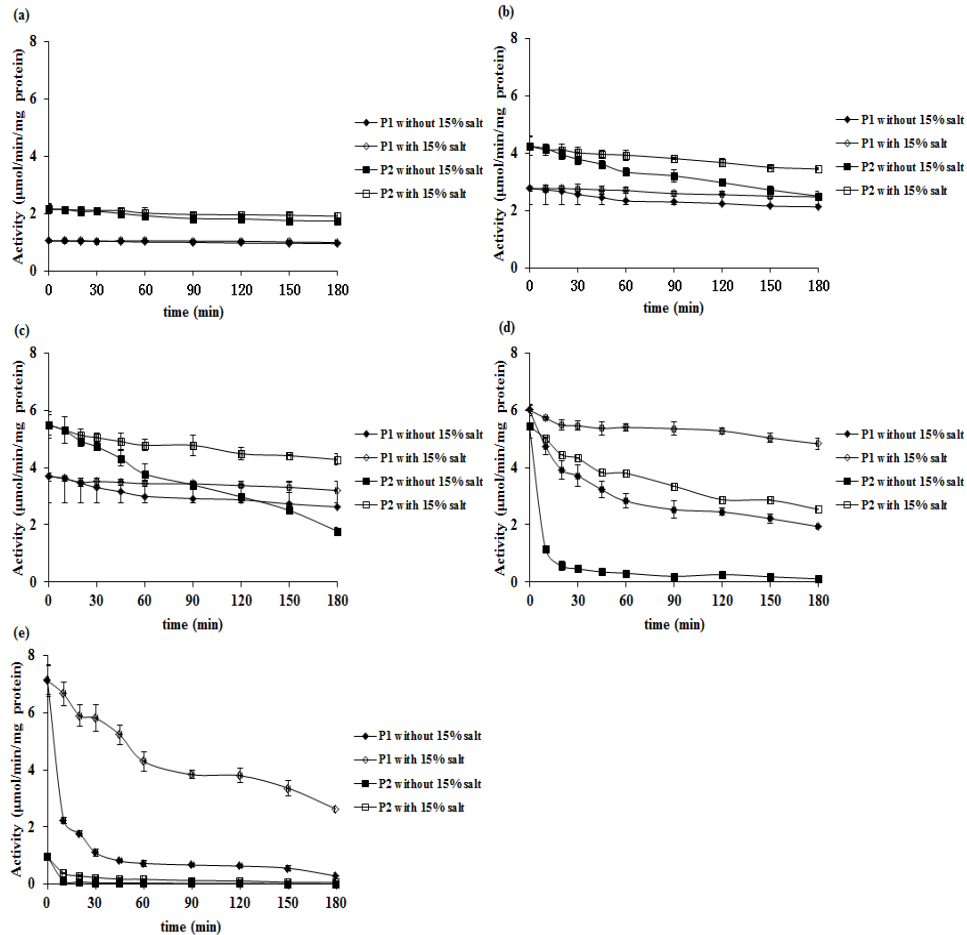 (a)
Activity (µmol/min/mg protein)
8
6
4
2
0
0 30 60 90 120 150 180
time (min)
P1 without 15% salt
P1 with 15% salt
P2 without 15% salt
P2 with 15% salt
(b)
Activity (µmol/min/mg protein)
8
6
4
2
0
0 30 60 90 120 150 180
time (min)
P1 without 15% salt
P1 with 15% salt
P2 without 15% salt
P2 with 15% salt
(c)
Activity (µmol/min/mg protein)
8
6
4
2
0
0 30 60 90 120 150 180
time (min)
P1 without 15% salt
P1 with 15% salt
P2 without 15% salt
P2 with 15% salt
(d)
Activity (µmol/min/mg protein)
8
6
4
2
0
0 30 60 90 120 150 180
time (min)
P1 without 15% salt
P1 with 15% salt
P2 without 15% salt
P2 with 15% salt
(e)
Activity (µmol/min/mg protein)
8
6
4
2
0
0 30 60 90 120 150 180
time (min)
P1 without 15% salt
P1 with 15% salt
P2 without 15% salt
P2 with 15% salt